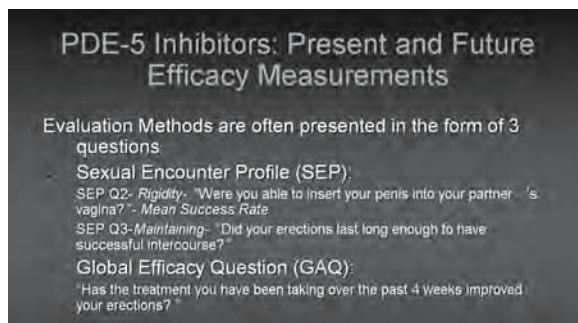 PDE-5 Inhibitors: Present and Future
Efficacy Measurements
Evaluation Methods are often presented in the form of 3
questions
- Sexual Encounter Profile (SEP):
SEP Q2- Rigidity- "Were you able to insert your penis into your partner 's
vagina?"- Mean Success Rate
SEP Q3-Maintaining- "Did your erections last long enough to have
successful intercourse?"
Global Efficacy Question (GAQ):
"Has the treatment you have been taking over the past 4 weeks improved
your erections? "